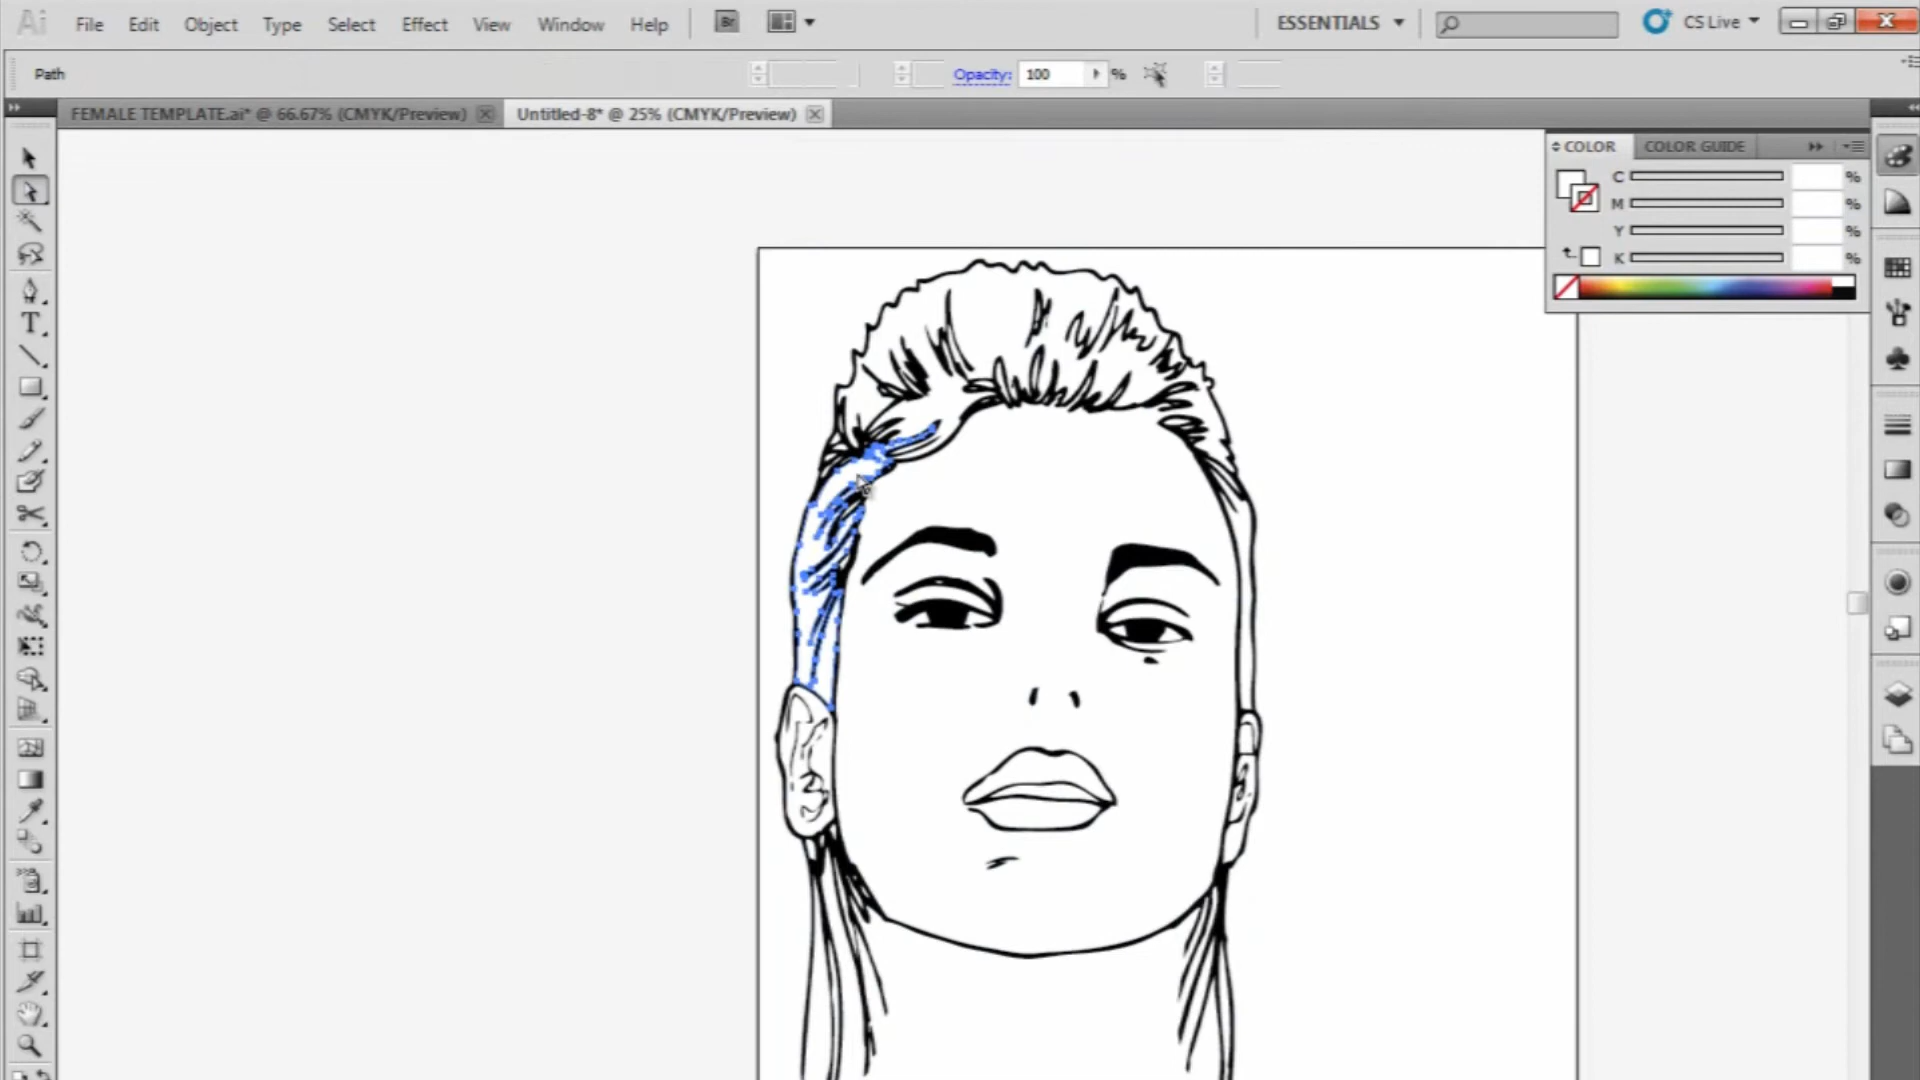 Ai File Edit Object Type Select Effect View Window Help Br ESSENTIALS CS Live
Path Opacity: 100 %
FEMALE TEMPLATE.ai* @ 66.67% (CMYK/Preview) Untitled-8* @ 25% (CMYK/Preview)
COLOR COLOR GUIDE
C %
M %
Y %
K %
T